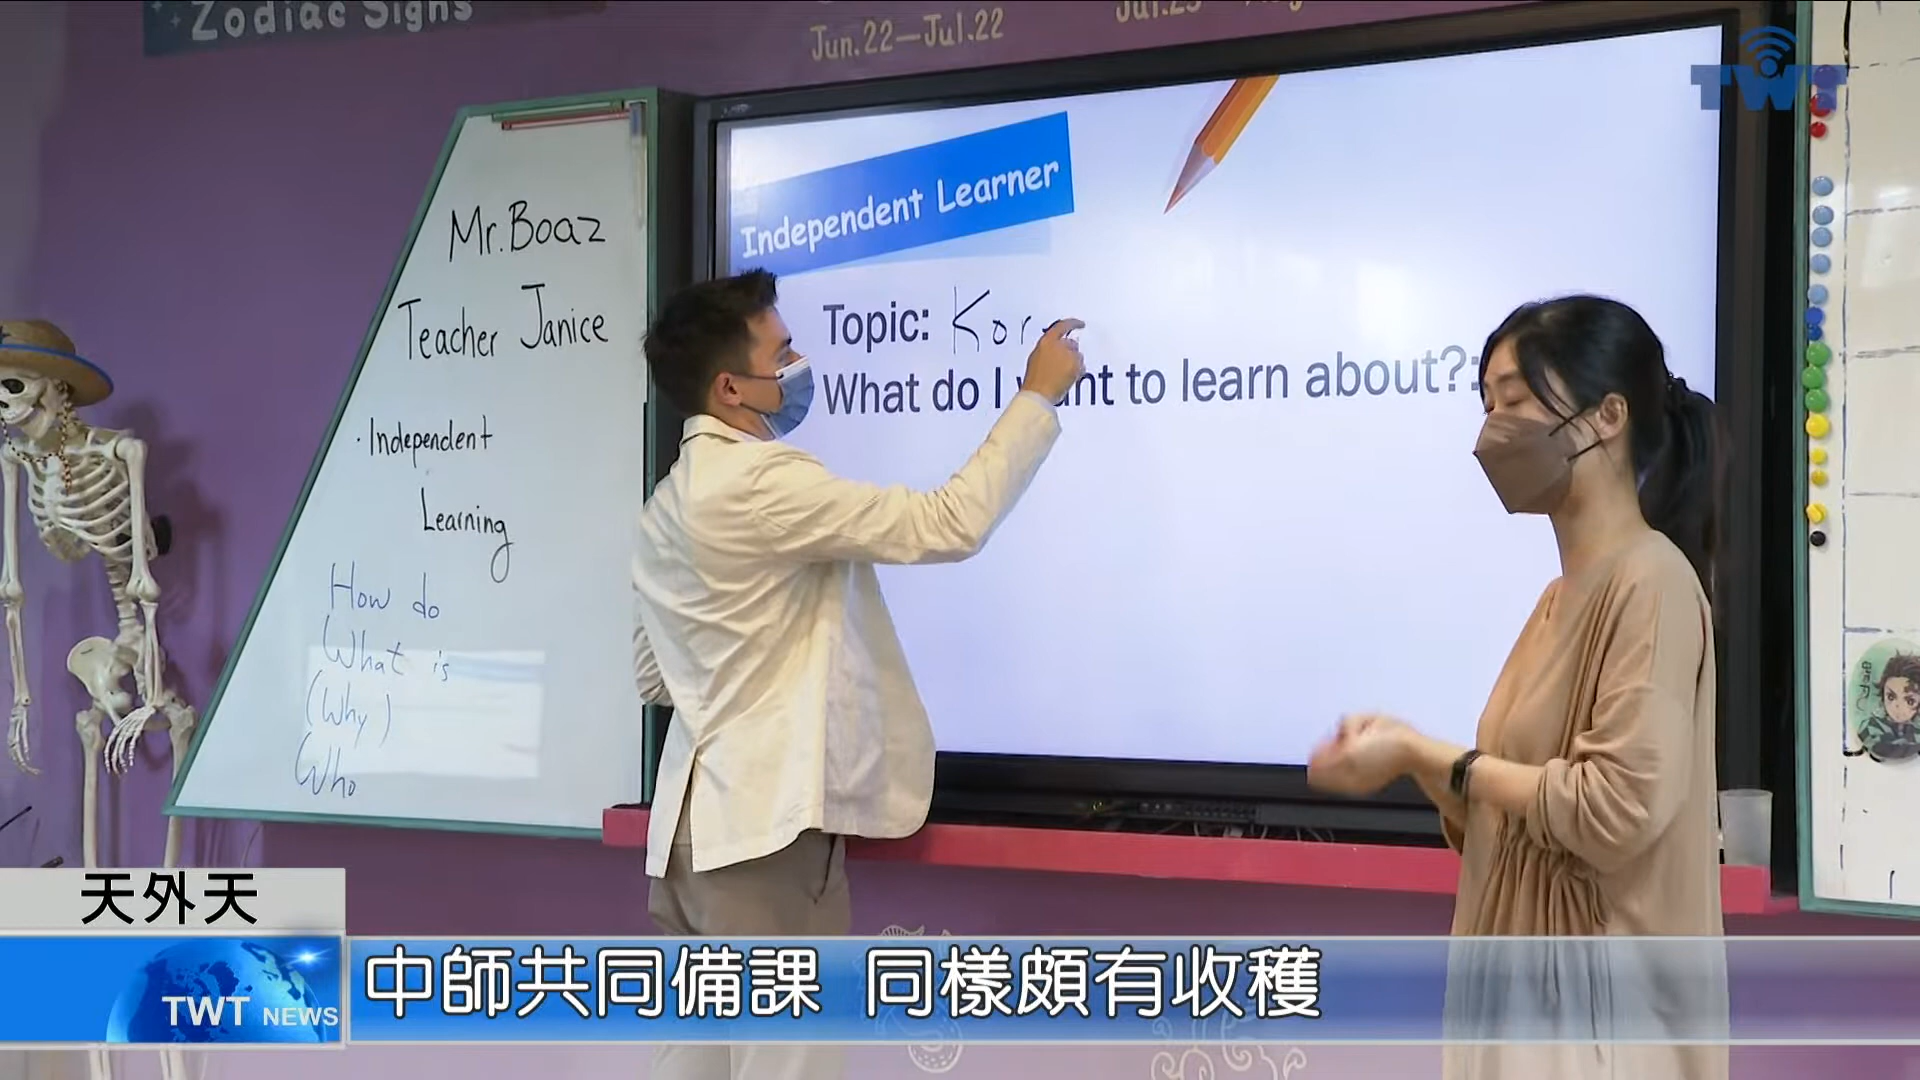 Zodiac Signs
Jun.22—Jul.22
TWT
Mr. Boaz
Teacher Janice
· Independent
Learning
How do
What is
(Why)
Who
Independent Learner
Topic: Kor
What do I want to learn about?:
天外天
TWT NEWS
中師共同備課 同樣頗有收穫